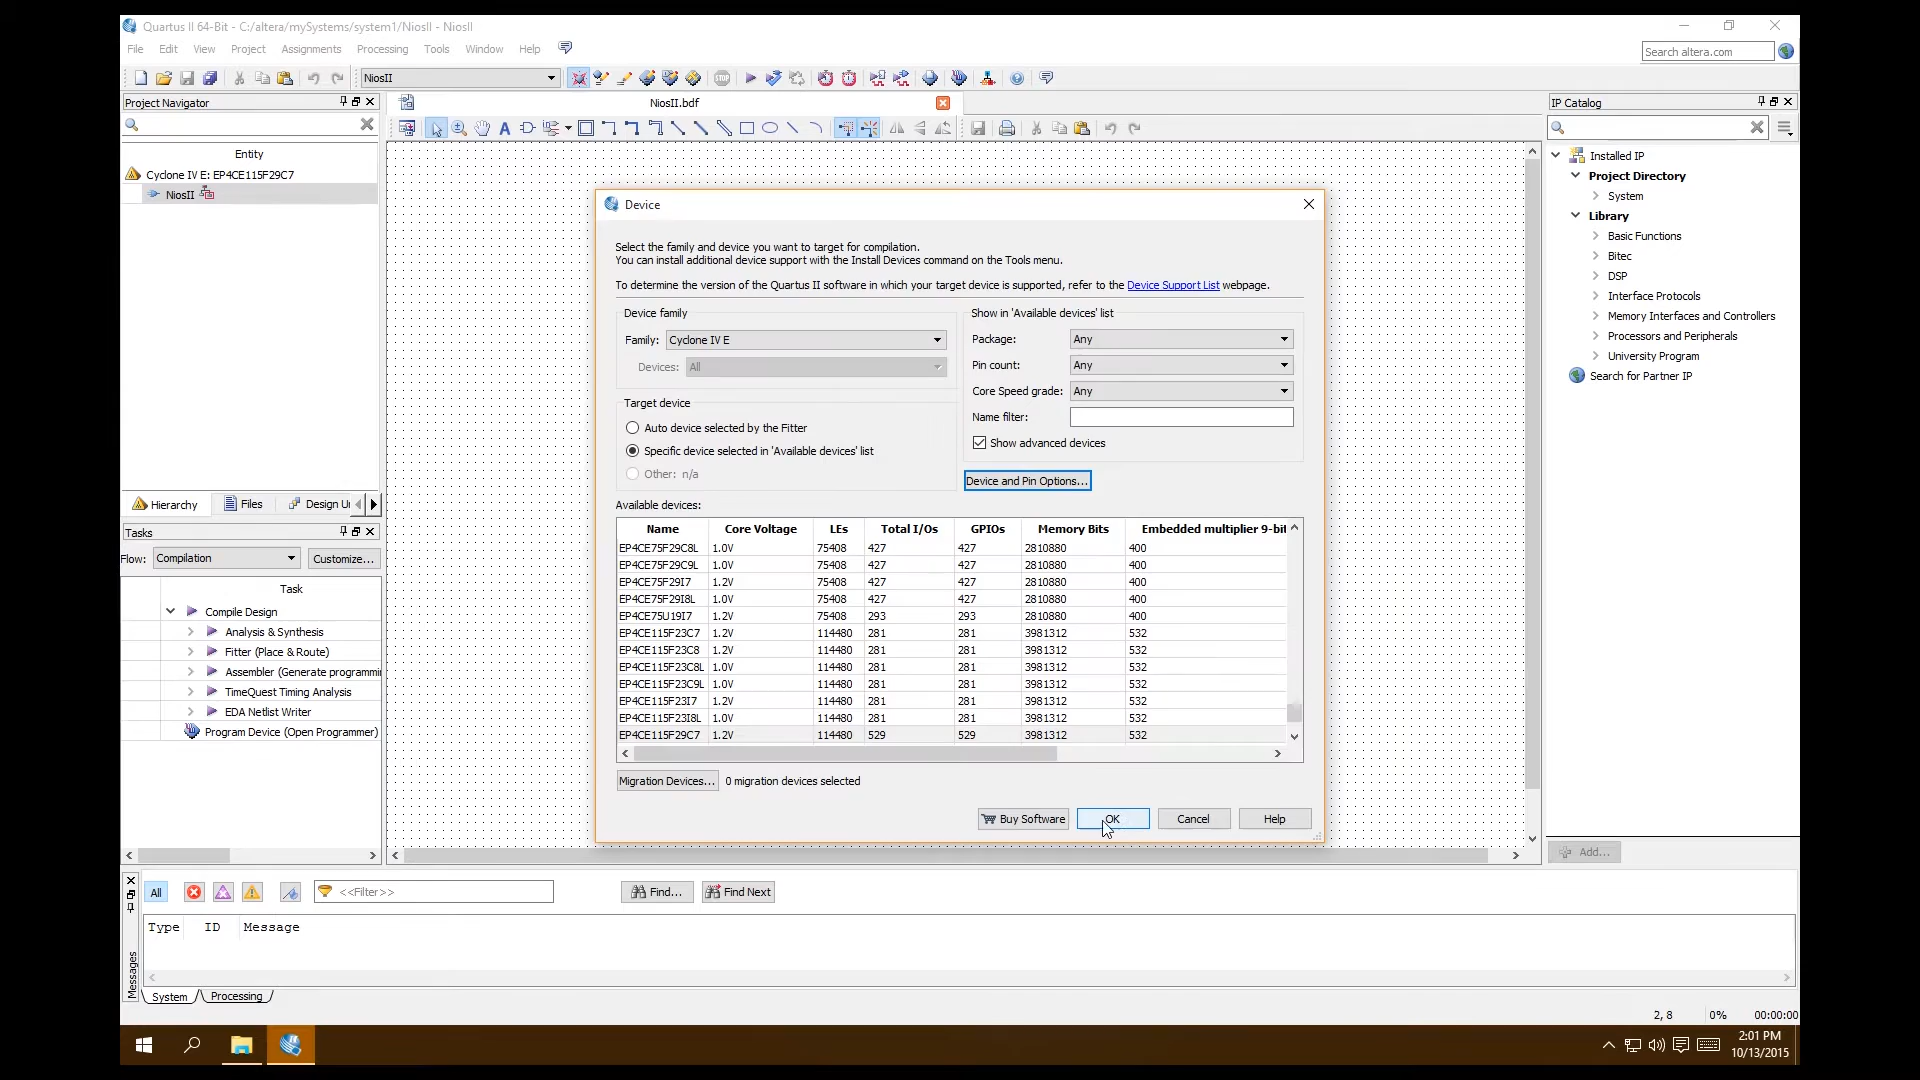 Quartus II 64-Bit - C:/altera/mySystems/system1/NiosII - NiosII
File Edit View Project Assignments Processing Tools Window Help
Search altera.com
NiosII
Project Navigator
NiosII.bdf
IP Catalog
Entity
Cyclone IV E: EP4CE115F29C7
NiosII
Installed IP
Project Directory
System
Library
Basic Functions
Bitec
DSP
Interface Protocols
Memory Interfaces and Controllers
Processors and Peripherals
University Program
Search for Partner IP
Device
Select the family and device you want to target for compilation.
You can install additional device support with the Install Devices command on the Tools menu.
To determine the version of the Quartus II software in which your target device is supported, refer to the Device Support List webpage.
Device family
Family: Cyclone IV E
Devices: All
Show in 'Available devices' list
Package: Any
Pin count: Any
Core Speed grade: Any
Name filter:
Show advanced devices
Target device
Auto device selected by the Fitter
Specific device selected in 'Available devices' list
Other: n/a
Device and Pin Options...
Available devices:
Name Core Voltage LEs Total I/Os GPIOs Memory Bits Embedded multiplier 9-bit
EP4CE75F29C8L 1.0V 75408 427 427 2810880 400
EP4CE75F29C9L 1.0V 75408 427 427 2810880 400
EP4CE75F29I7 1.2V 75408 427 427 2810880 400
EP4CE75F29I8L 1.0V 75408 427 427 2810880 400
EP4CE75U19I7 1.2V 75408 293 293 2810880 400
EP4CE115F23C7 1.2V 114480 281 281 3981312 532
EP4CE115F23C8 1.2V 114480 281 281 3981312 532
EP4CE115F23C8L 1.0V 114480 281 281 3981312 532
EP4CE115F23C9L 1.0V 114480 281 281 3981312 532
EP4CE115F23I7 1.2V 114480 281 281 3981312 532
EP4CE115F23I8L 1.0V 114480 281 281 3981312 532
EP4CE115F29C7 1.2V 114480 529 529 3981312 532
Migration Devices... 0 migration devices selected
Buy Software OK Cancel Help
Hierarchy Files Design Ur
Tasks
Flow: Compilation Customize...
Task
Compile Design
Analysis & Synthesis
Fitter (Place & Route)
Assembler (Generate programmi
TimeQuest Timing Analysis
EDA Netlist Writer
Program Device (Open Programmer)
Add...
All <<Filter>> Find... Find Next
Type ID Message
Messages
System Processing
2, 8 0% 00:00:00
2:01 PM
10/13/2015